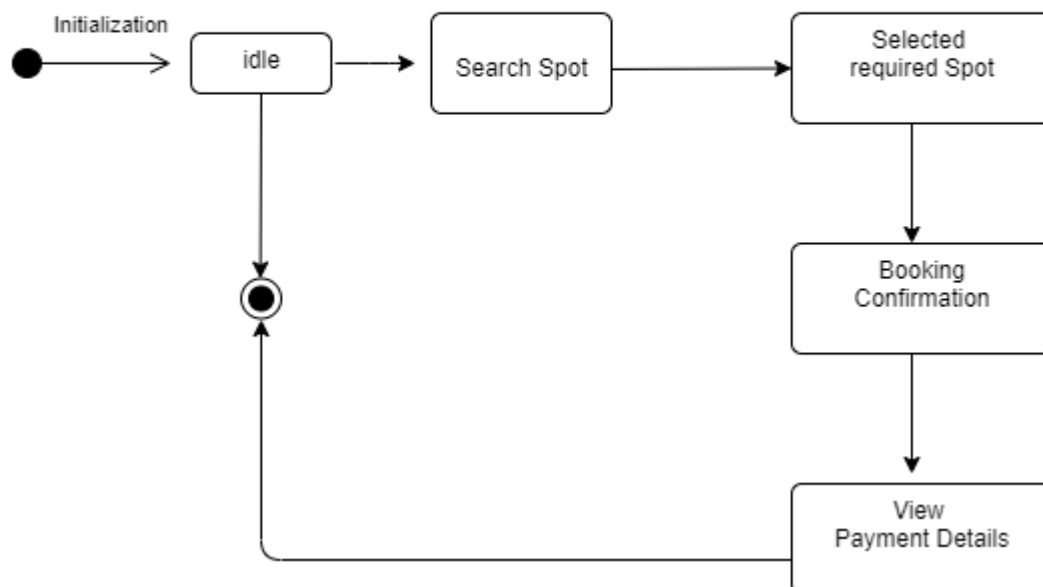 Initialization
idle
Search Spot
Selected
required Spot
Booking
Confirmation
View
Payment Details